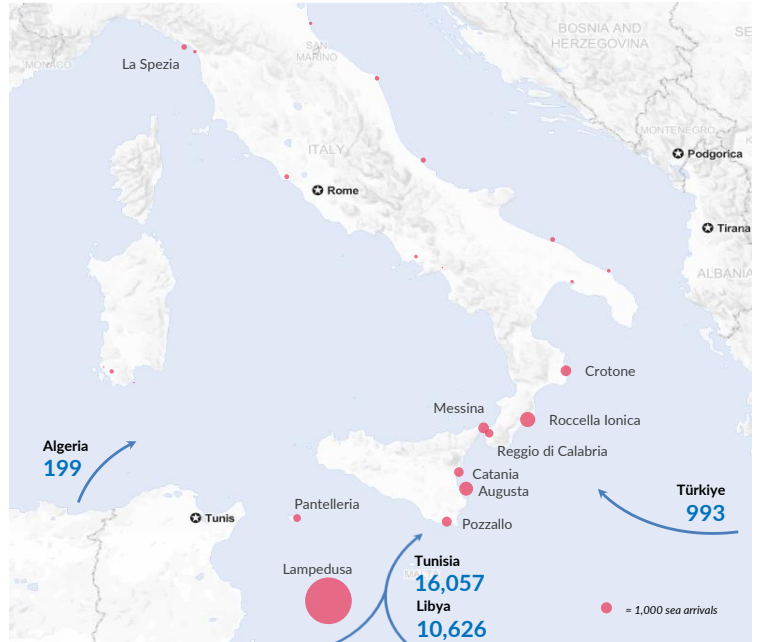 BOSNIA AND
HERZEGOVINA
SE
SAN
MARINO
MONACO
La Spezia
MONTENEGRO
K
Podgorica
ITALY
Rome
Tirana
ALBANIA
Crotone
Messina
Roccella Ionica
Reggio di Calabria
Algeria
199
Catania
Augusta
Türkiye
993
Pantelleria
Tunis
Pozzallo
Tunisia
16,057
Lampedusa
Libya
10,626
= 1,000 sea arrivals